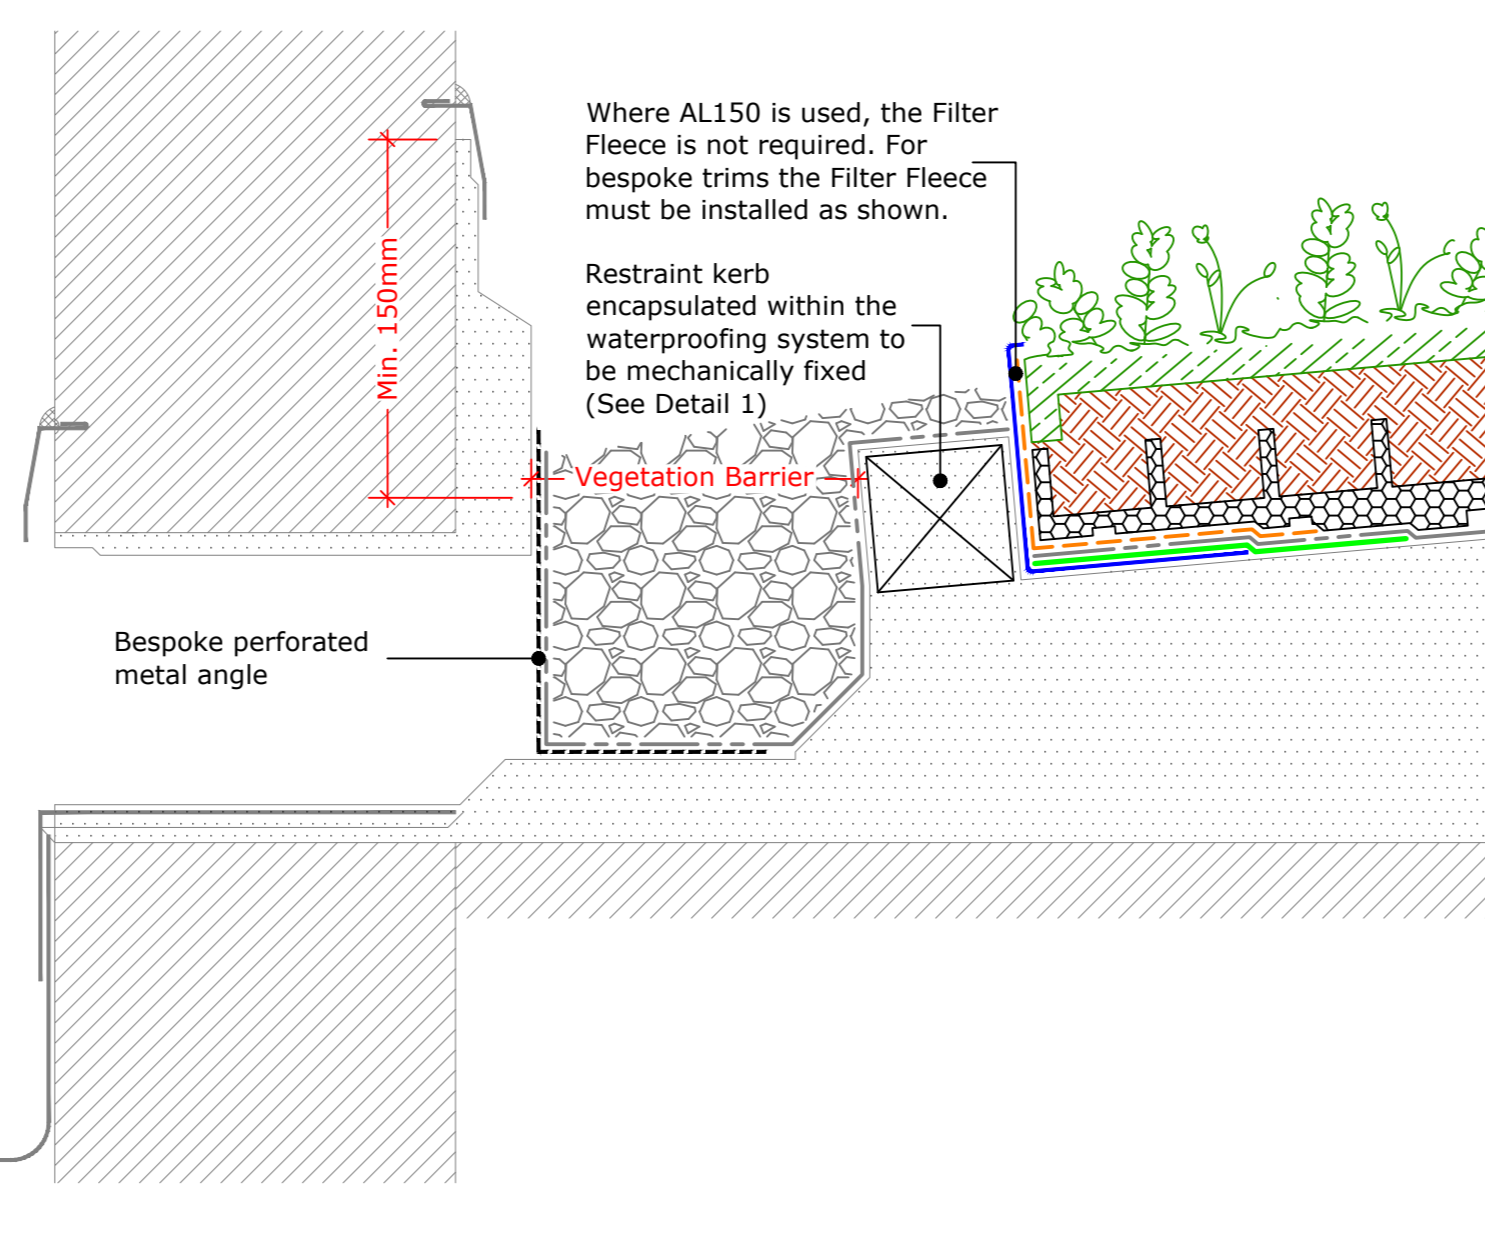 Where AL150 is used, the Filter
Fleece is not required. For
bespoke trims the Filter Fleece
must be installed as shown.
Restraint kerb
encapsulated within the
waterproofing system to
be mechanically fixed
(See Detail 1)
Min. 150mm
Vegetation Barrier
Bespoke perforated
metal angle